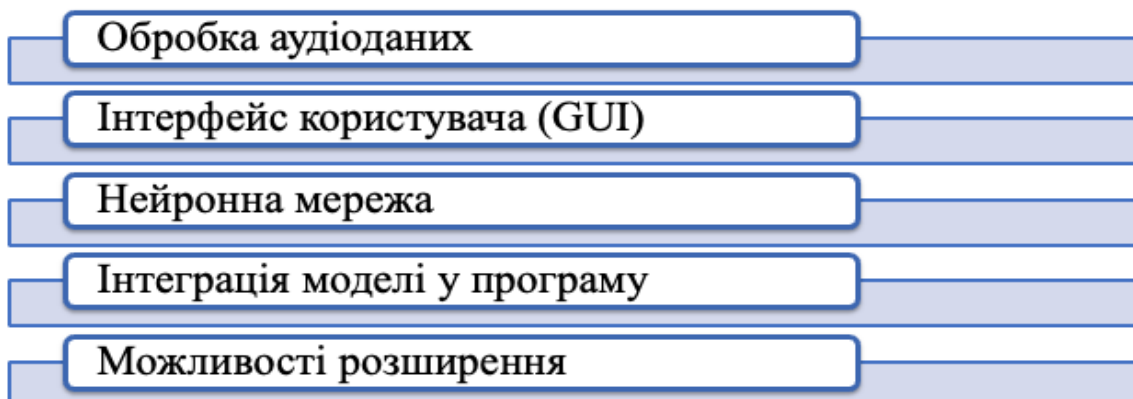 Обробка аудіоданих
Інтерфейс користувача (GUI)
Нейронна мережа
Інтеграція моделі у програму
Можливості розширення